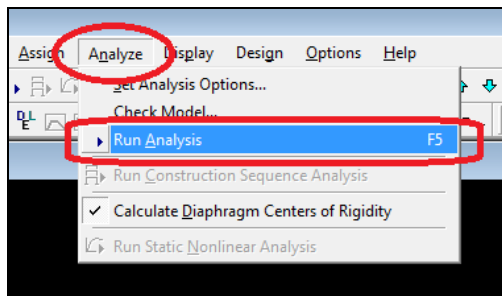 Assign Analyze Display Design Options Help
Set Analysis Options...
Check Model...
Run Analysis F5
Run Construction Sequence Analysis
Calculate Diaphragm Centers of Rigidity
Run Static Nonlinear Analysis